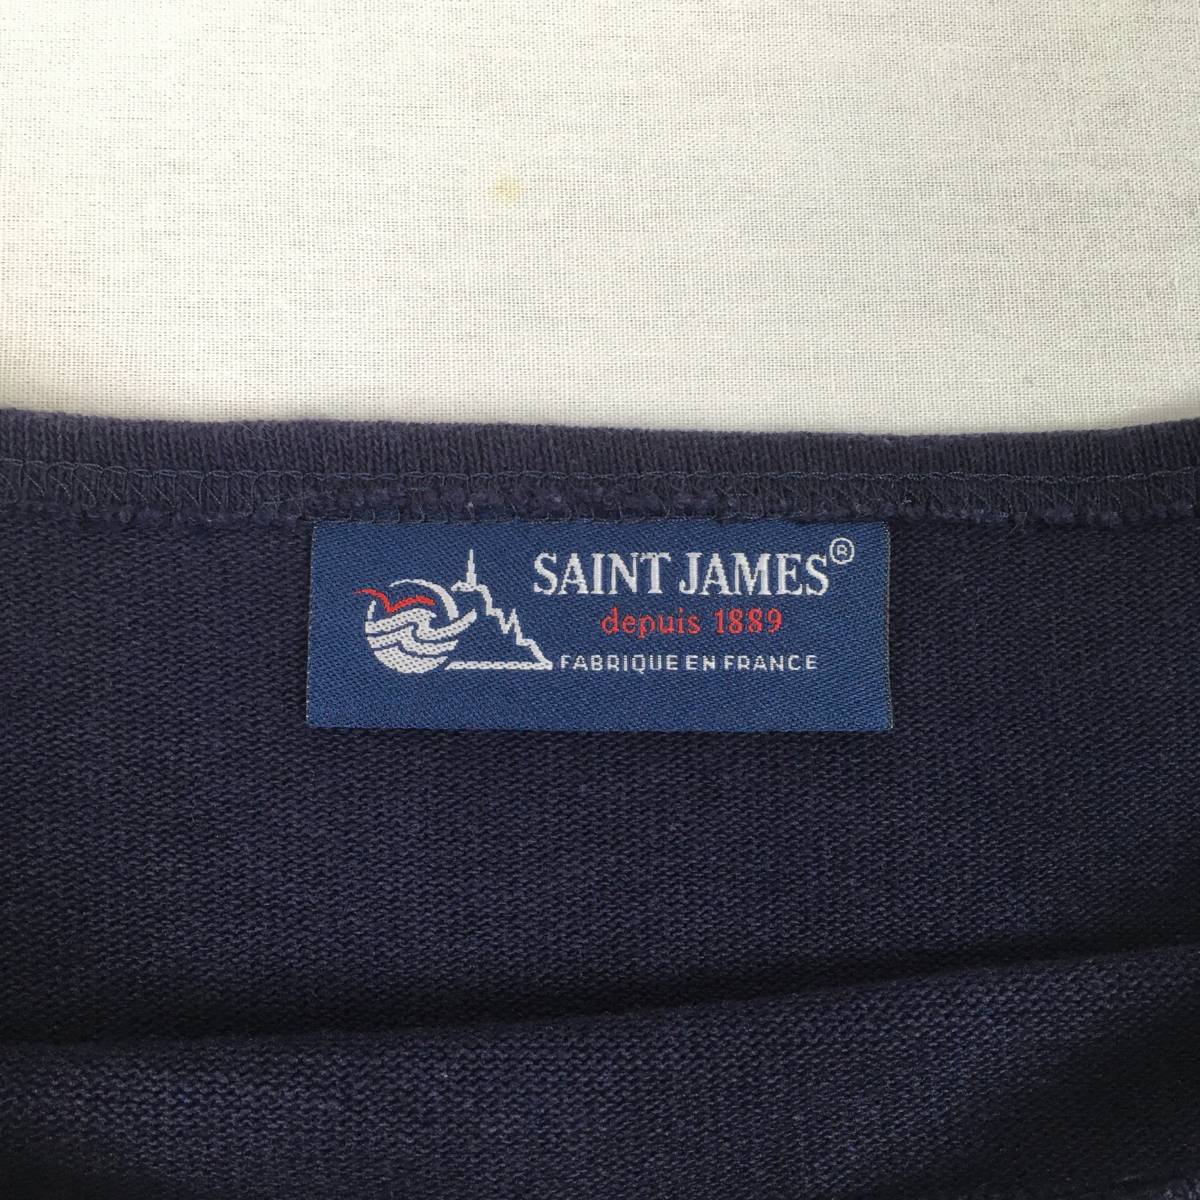 SAINT JAMES®
depuis 1889
FABRIQUE EN FRANCE